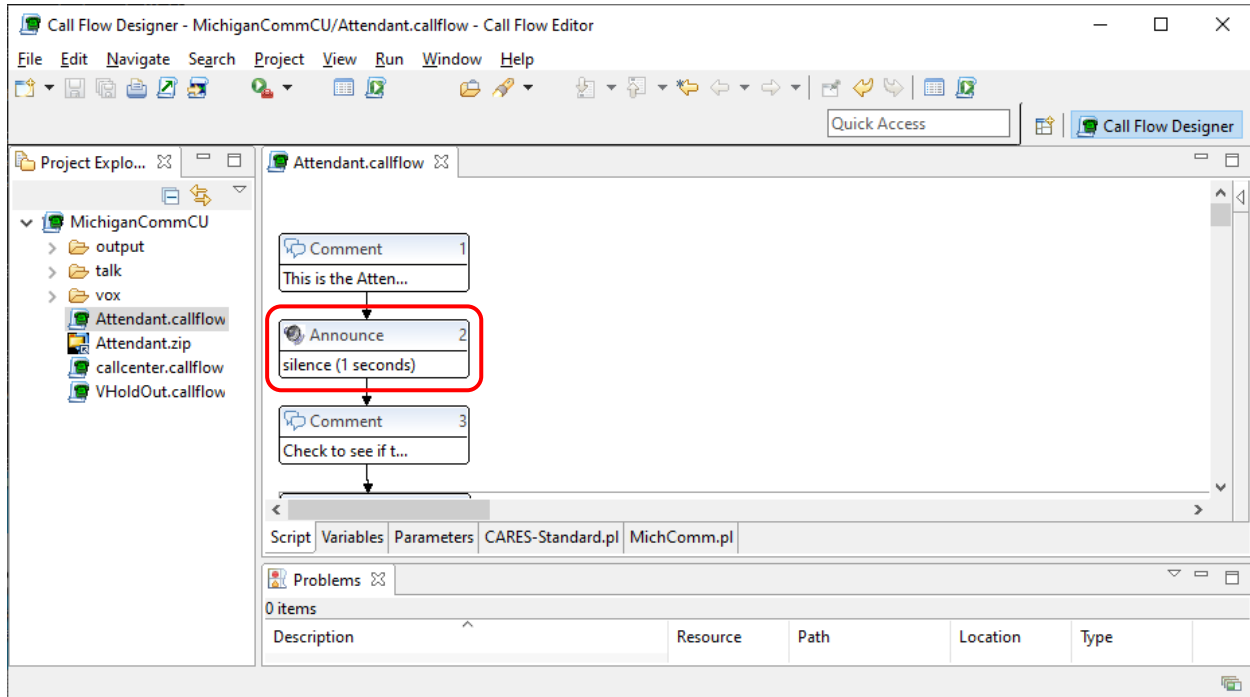 Call Flow Designer - MichiganCommCU/Attendant.callflow - Call Flow Editor
File Edit Navigate Search Project View Run Window Help
Quick Access
Call Flow Designer
Project Explo...
Attendant.callflow
MichiganCommCU
output
talk
vox
Attendant.callflow
Attendant.zip
callcenter.callflow
VHoldOut.callflow
Comment 1
This is the Atten...
Announce 2
silence (1 seconds)
Comment 3
Check to see if t...
Script Variables Parameters CARES-Standard.pl MichComm.pl
Problems
0 items
Description Resource Path Location Type